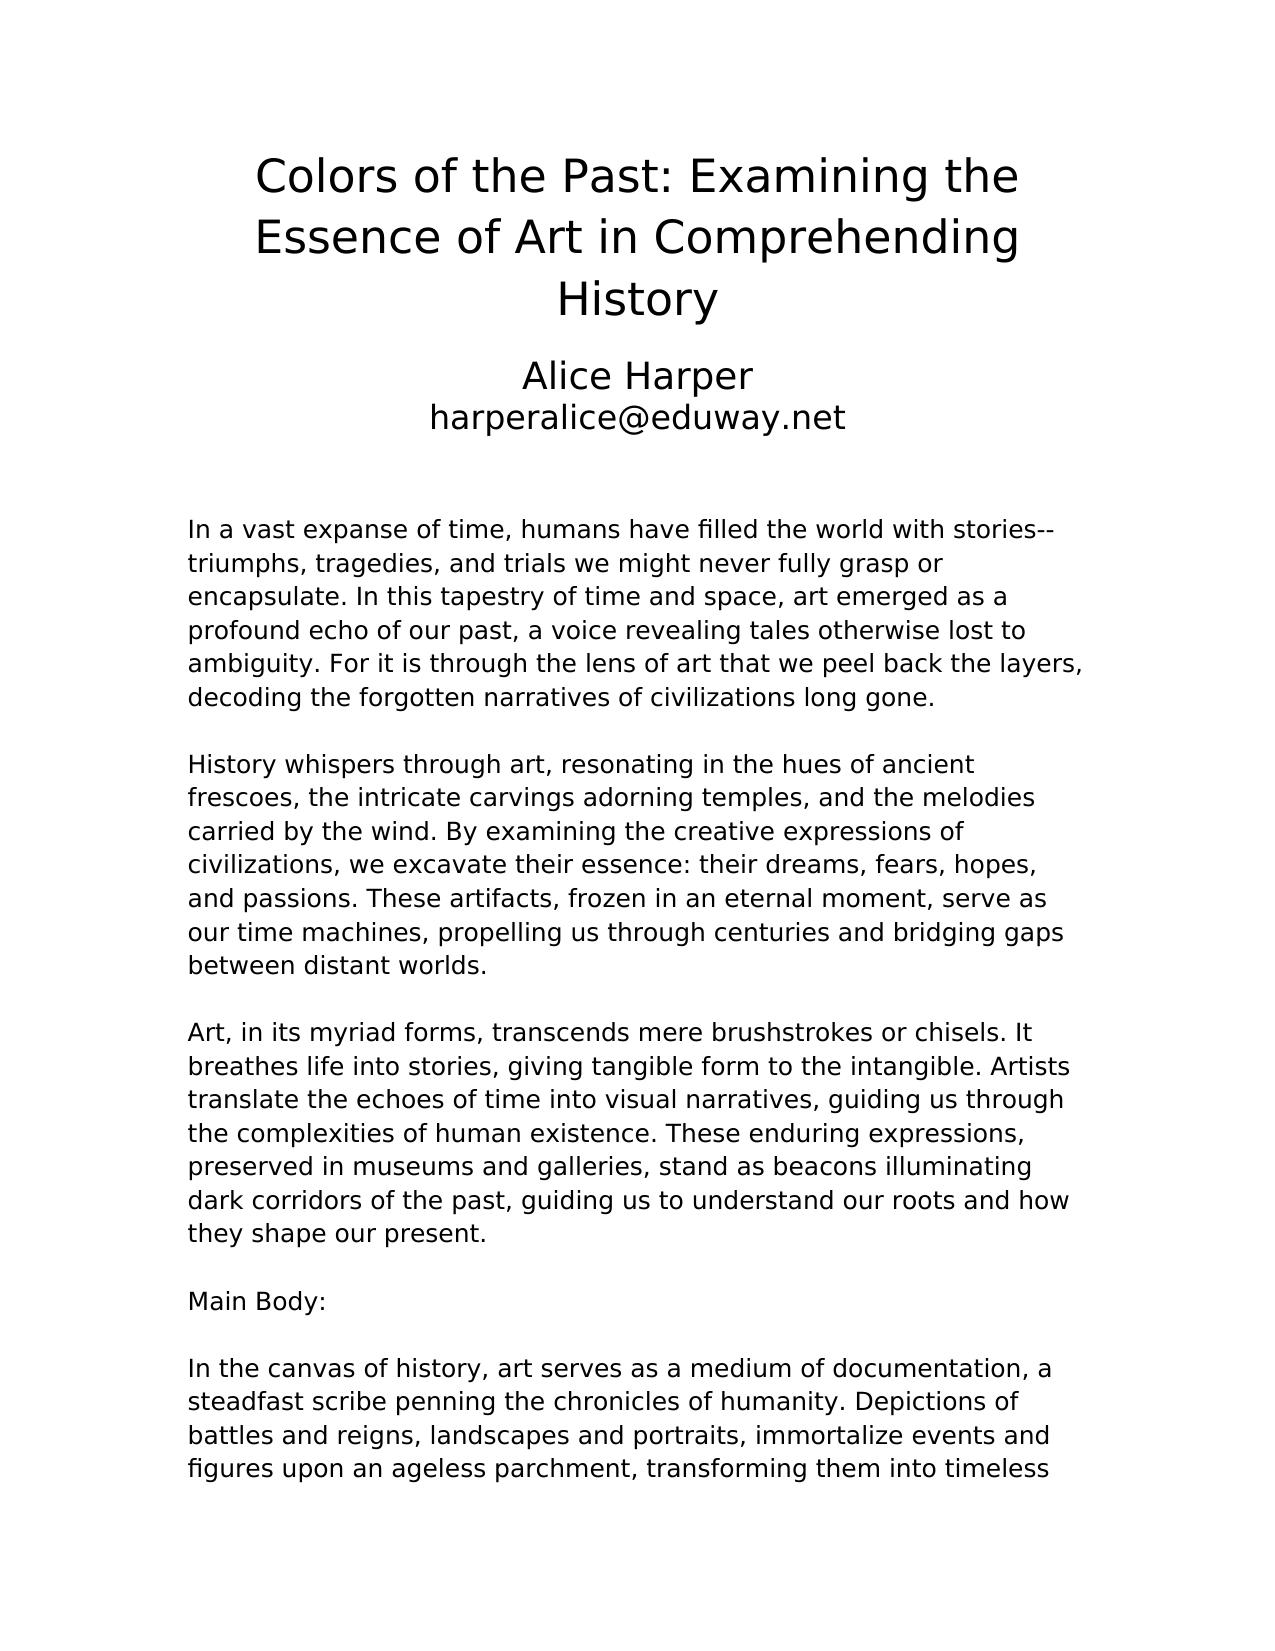 Colors of the Past: Examining the
Essence of Art in Comprehending
History
Alice Harper
harperalice@eduway.net
In a vast expanse of time, humans have filled the world with stories--
triumphs, tragedies, and trials we might never fully grasp or
encapsulate. In this tapestry of time and space, art emerged as a
profound echo of our past, a voice revealing tales otherwise lost to
ambiguity. For it is through the lens of art that we peel back the layers,
decoding the forgotten narratives of civilizations long gone.
History whispers through art, resonating in the hues of ancient
frescoes, the intricate carvings adorning temples, and the melodies
carried by the wind. By examining the creative expressions of
civilizations, we excavate their essence: their dreams, fears, hopes,
and passions. These artifacts, frozen in an eternal moment, serve as
our time machines, propelling us through centuries and bridging gaps
between distant worlds.
Art, in its myriad forms, transcends mere brushstrokes or chisels. It
breathes life into stories, giving tangible form to the intangible. Artists
translate the echoes of time into visual narratives, guiding us through
the complexities of human existence. These enduring expressions,
preserved in museums and galleries, stand as beacons illuminating
dark corridors of the past, guiding us to understand our roots and how
they shape our present.
Main Body:
In the canvas of history, art serves as a medium of documentation, a
steadfast scribe penning the chronicles of humanity. Depictions of
battles and reigns, landscapes and portraits, immortalize events and
figures upon an ageless parchment, transforming them into timeless